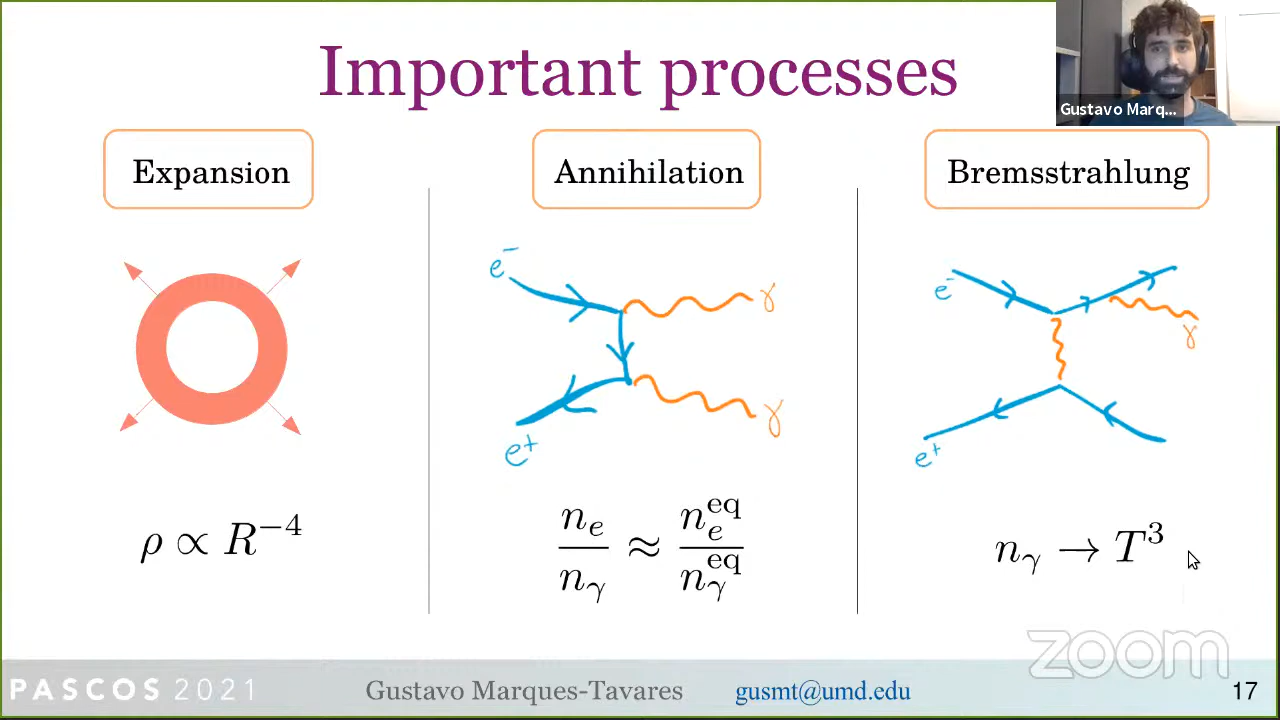 Important processes
Gustavo Marq...
Expansion
Annihilation
Bremsstrahlung
e⁻
γ
γ
e⁺
e⁻
γ
e⁺
ρ ∝ R⁻⁴
n_e / n_γ ≈ n_e^eq / n_γ^eq
n_γ → T³
zoom
PASCOS 2021
Gustavo Marques-Tavares
gusmt@umd.edu
17